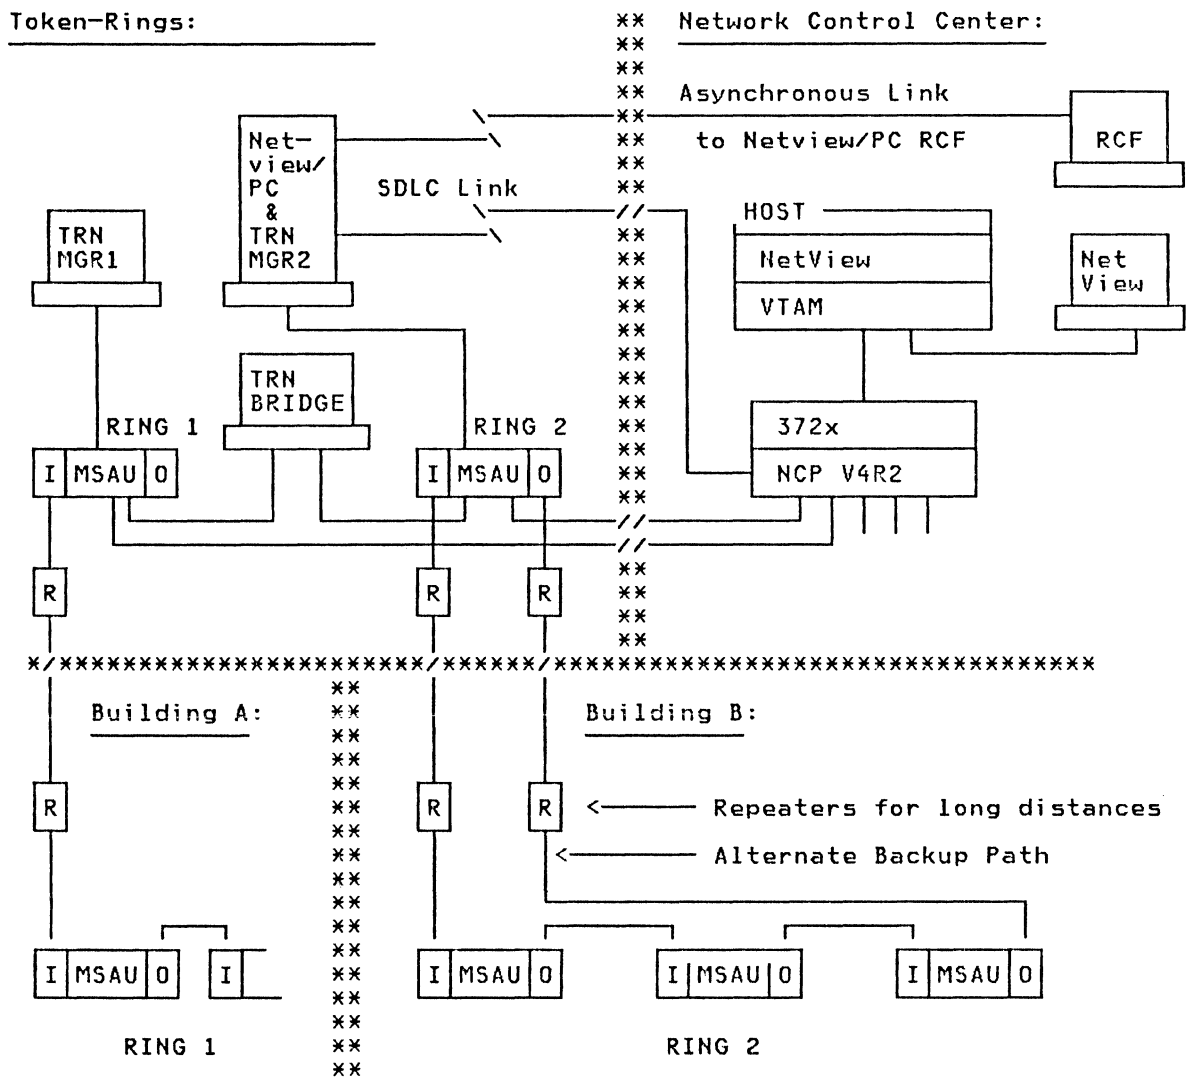 Token-Rings:
Network Control Center:
Asynchronous Link
to Netview/PC RCF
RCF
Net-
view/
PC
&
TRN
MGR2
SDLC Link
TRN
MGR1
HOST
NetView
VTAM
Net
View
TRN
BRIDGE
RING 1
RING 2
372x
NCP V4R2
I MSAU O
I MSAU O
R
R
R
Building A:
Building B:
R
R
R
<—— Repeaters for long distances
<—— Alternate Backup Path
I MSAU O
I
I MSAU O
I MSAU O
I MSAU O
RING 1
RING 2